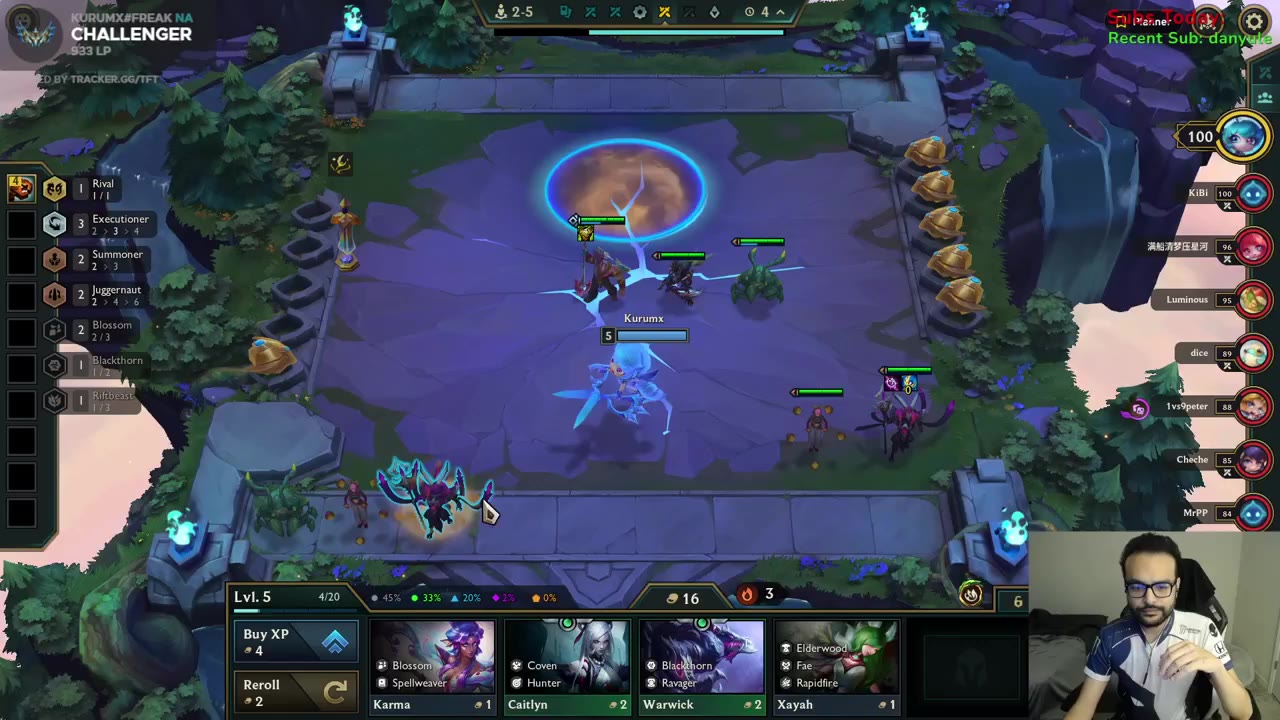 KURUMX#FREAK NA
CHALLENGER
933 LP
ED BY TRACKER.GG/TFT
2-5
4
Planner
Subs Today
Recent Sub: danyule
100
KiBi 100
满船清梦压星河 96
Luminous 95
dice 89
1vs9peter 88
Cheche 85
MrPP 84
1 Rival
1 / 1
3 Executioner
2 > 3 > 4
2 Summoner
2 > 3
2 Juggernaut
2 > 4 > 6
2 Blossom
2 / 3
1 Blackthorn
1 / 2
1 Riftbeast
1 / 3
Kurumx
5
0
Lvl. 5 4/20
45% 33% 20% 2% 0%
16
3
6
Buy XP
4
Reroll
2
Blossom
Spellweaver
Karma 1
Coven
Hunter
Caitlyn 2
Blackthorn
Ravager
Warwick 2
Elderwood
Fae
Rapidfire
Xayah 1